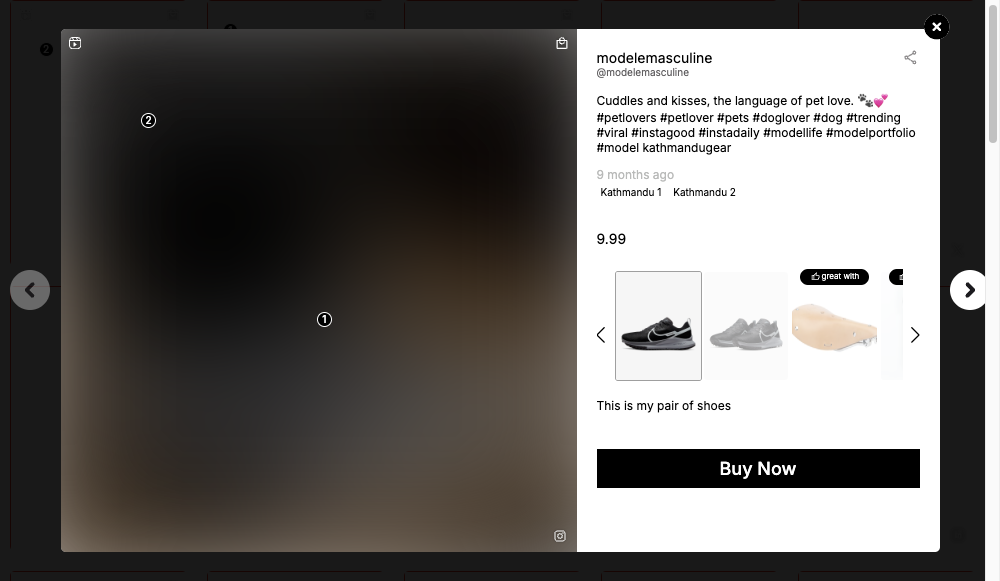 modelemasculine
@modelemasculine
Cuddles and kisses, the language of pet love. 🐾💕
#petlovers #petlover #pets #doglover #dog #trending
#viral #instagood #instadaily #modellife #modelportfolio
#model kathmandugear
9 months ago
Kathmandu 1 Kathmandu 2
9.99
great with
This is my pair of shoes
Buy Now
2
2
1